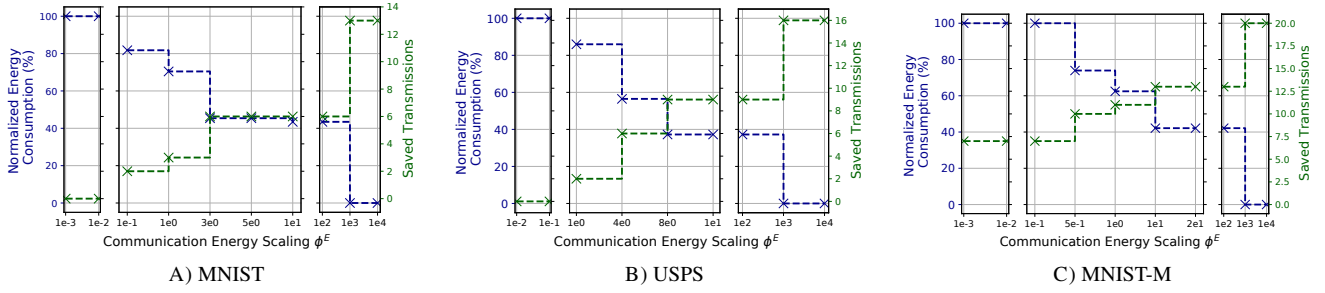 Normalized Energy
Consumption (%)
100
80
60
40
20
0
1e-3
1e-2
1e-1
1e0
3e0
5e0
1e1
1e2
1e3
1e4
14
12
10
8
6
4
2
0
Saved Transmissions
Communication Energy Scaling ϕ^E
A) MNIST
Normalized Energy
Consumption (%)
100
80
60
40
20
0
1e-2
1e-1
1e0
4e0
8e0
1e1
1e2
1e3
1e4
16
14
12
10
8
6
4
2
0
Saved Transmissions
Communication Energy Scaling ϕ^E
B) USPS
Normalized Energy
Consumption (%)
100
80
60
40
20
0
1e-3
1e-2
1e-1
5e-1
1e0
1e1
2e1
1e2
1e3
1e4
20.0
17.5
15.0
12.5
10.0
7.5
5.0
2.5
0.0
Saved Transmissions
Communication Energy Scaling ϕ^E
C) MNIST-M